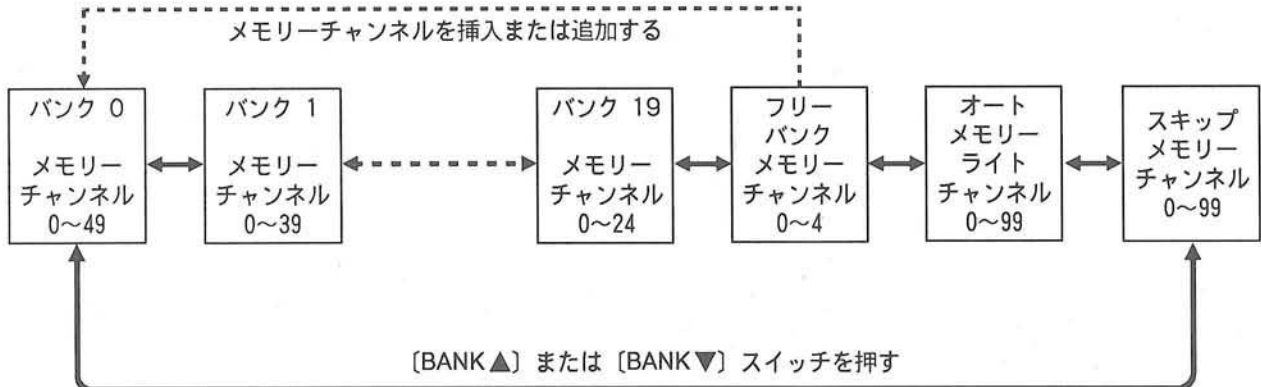 メモリーチャンネルを挿入または追加する
バンク 0
メモリー
チャンネル
0〜49
バンク 1
メモリー
チャンネル
0〜39
バンク 19
メモリー
チャンネル
0〜24
フリー
バンク
メモリー
チャンネル
0〜4
オート
メモリー
ライト
チャンネル
0〜99
スキップ
メモリー
チャンネル
0〜99
〔BANK▲〕または〔BANK▼〕スイッチを押す